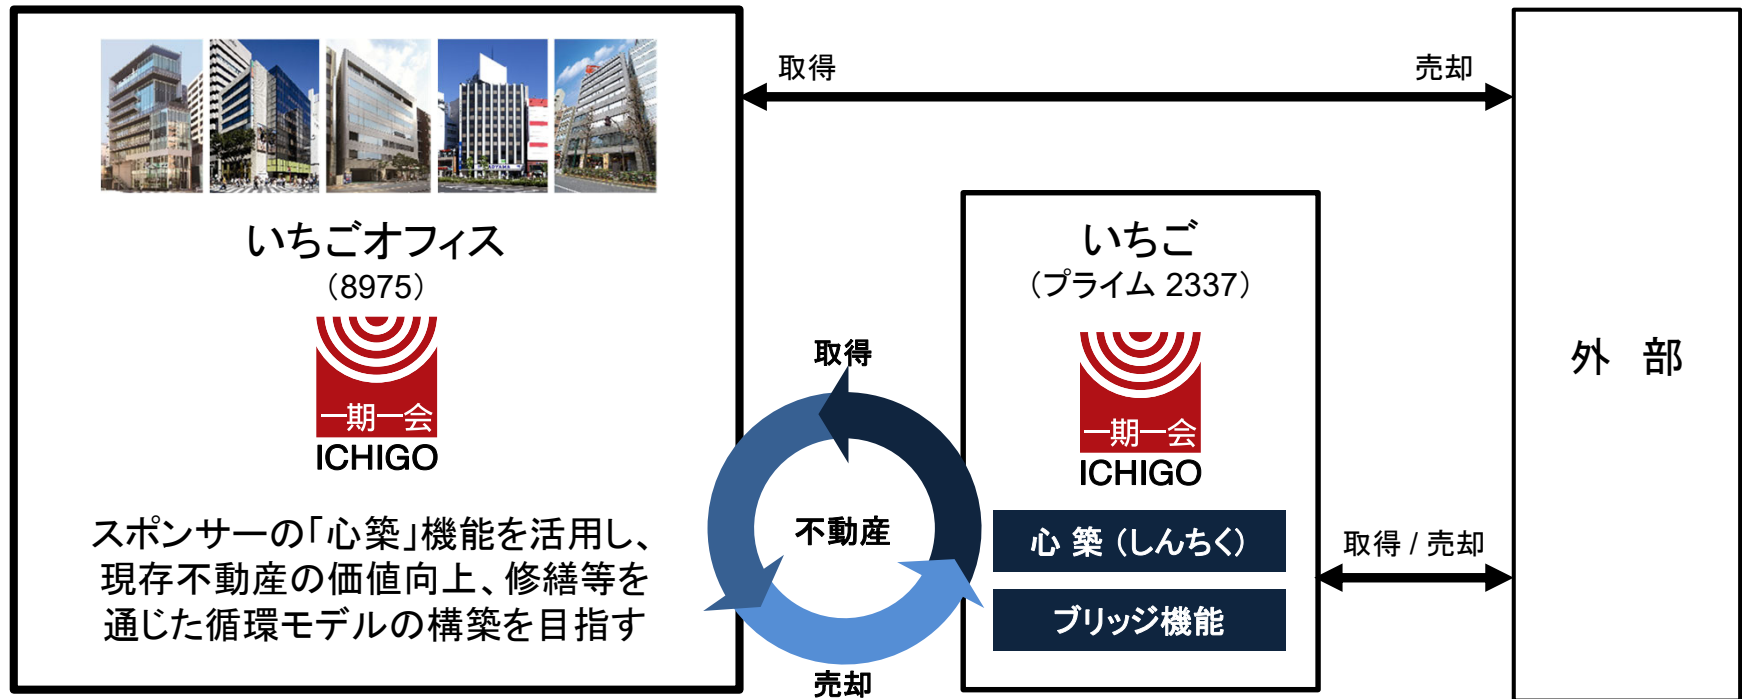 いちごオフィス
（8975）
一期一会
ICHIGO
スポンサーの「心築」機能を活用し、
現存不動産の価値向上、修繕等を
通じた循環モデルの構築を目指す
取得
売却
取得
不動産
売却
いちご
（プライム 2337）
一期一会
ICHIGO
心 築 （しんちく）
ブリッジ機能
取得 / 売却
外 部